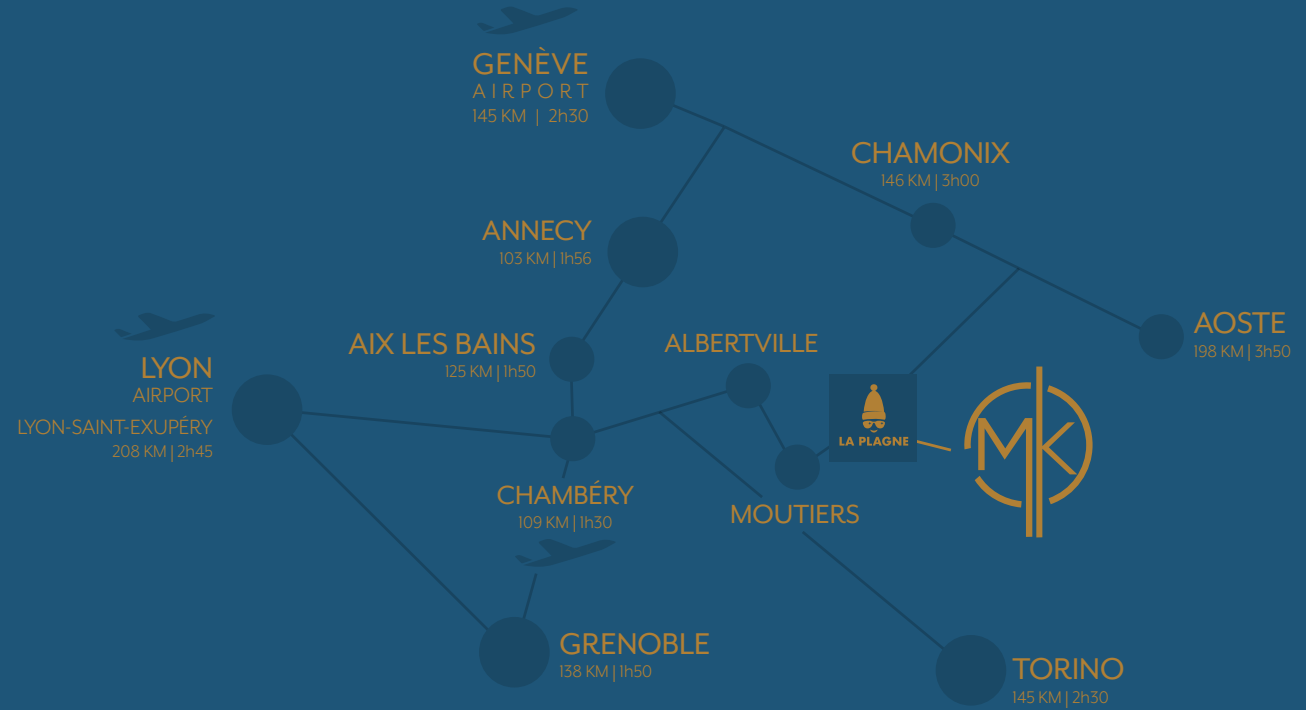 GENÈVE
AIRPORT
145 KM | 2h30
CHAMONIX
146 KM | 3h00
ANNECY
103 KM | 1h56
AOSTE
198 KM | 3h50
AIX LES BAINS
125 KM | 1h50
ALBERTVILLE
LYON
AIRPORT
LYON-SAINT-EXUPÉRY
208 KM | 2h45
LA PLAGNE
MK
CHAMBÉRY
109 KM | 1h30
MOUTIERS
GRENOBLE
138 KM | 1h50
TORINO
145 KM | 2h30